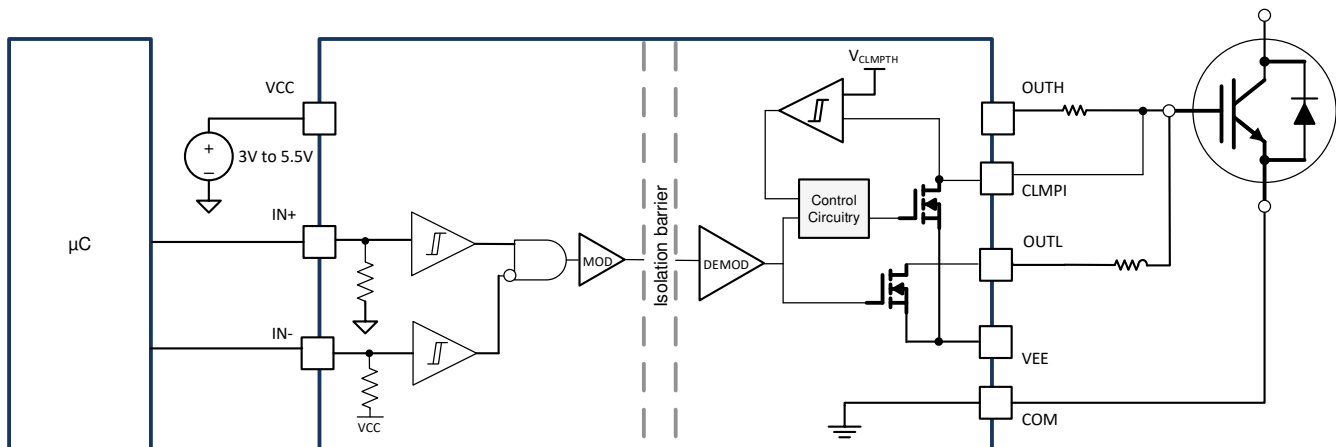 µC
VCC
+
3V to 5.5V
−
IN+
IN-
VCC
MOD
Isolation barrier
DEMOD
VCLMPTH
Control
Circuitry
OUTH
CLMPI
OUTL
VEE
COM